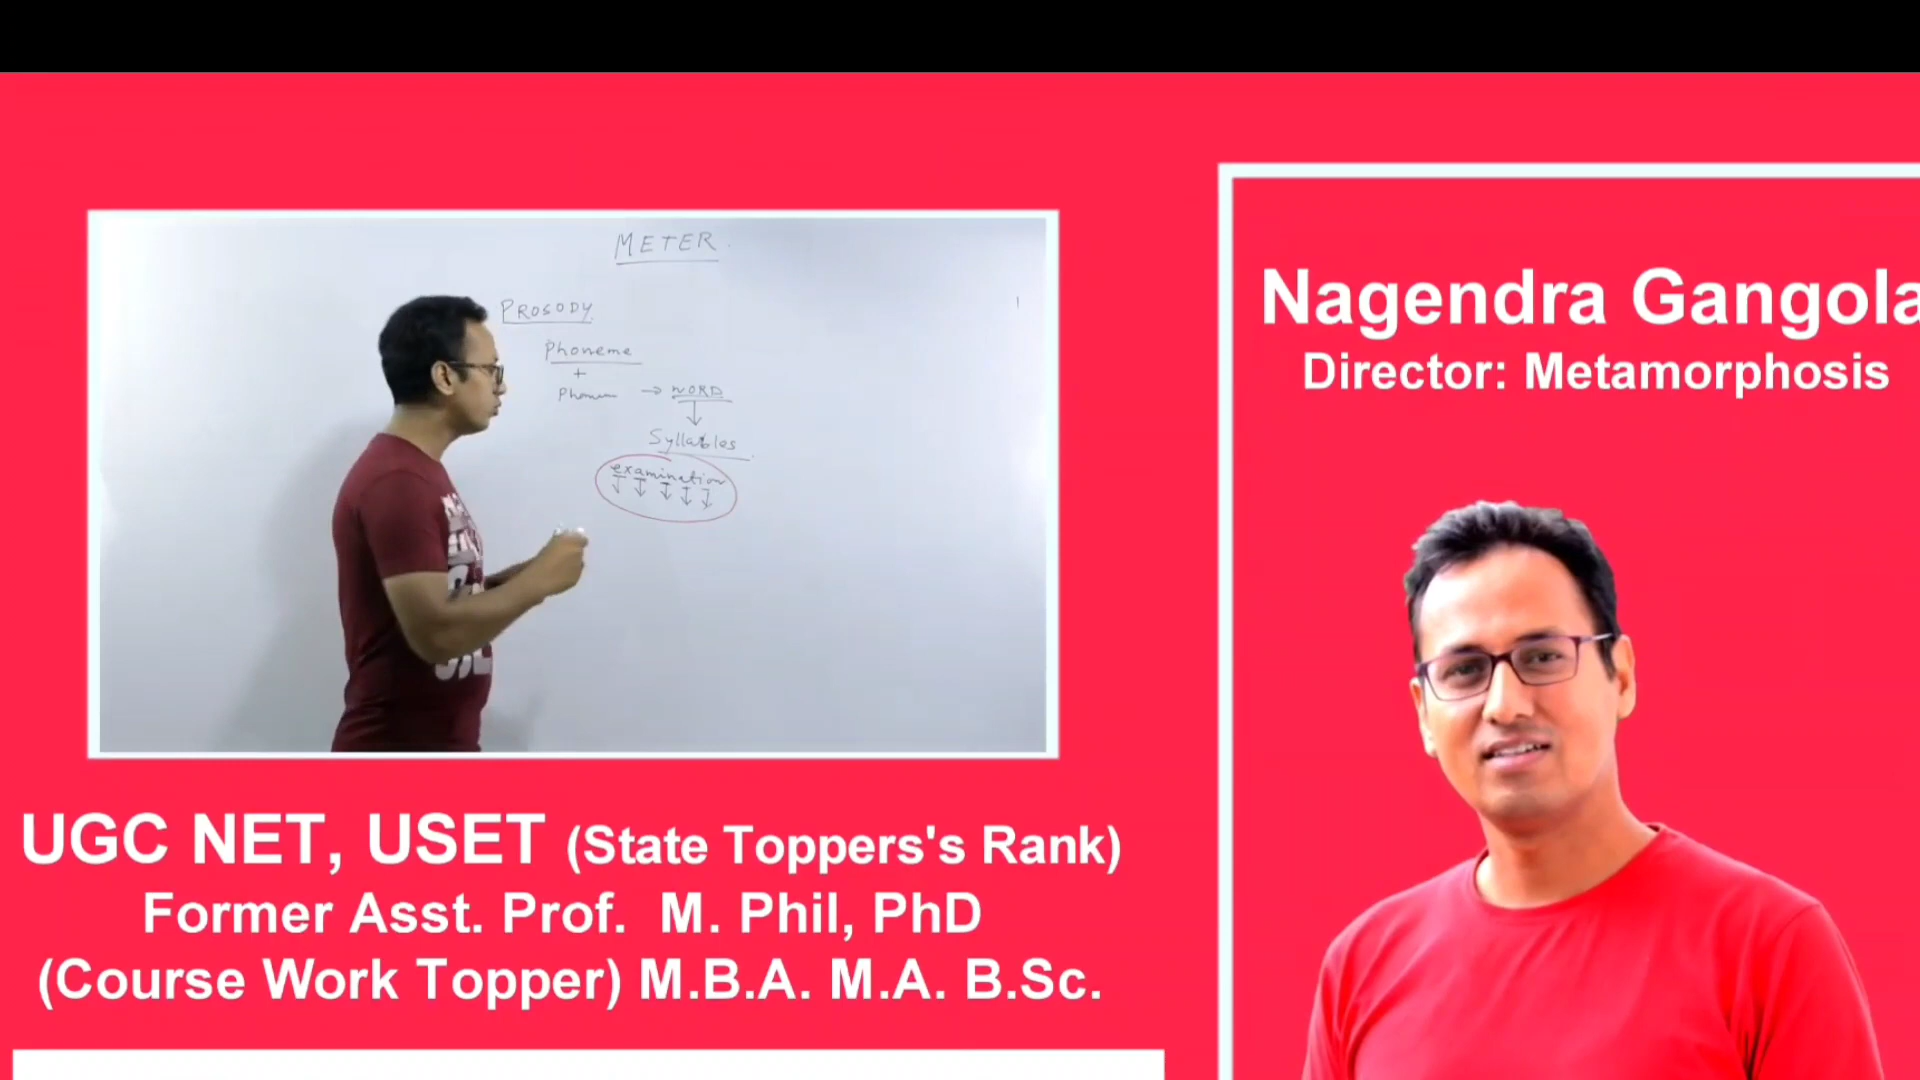 METER.
PROSODY
Phoneme
+
Phonem → WORD
Syllables
examination
Nagendra Gangola
Director: Metamorphosis
UGC NET, USET (State Toppers's Rank)
Former Asst. Prof. M. Phil, PhD
(Course Work Topper) M.B.A. M.A. B.Sc.